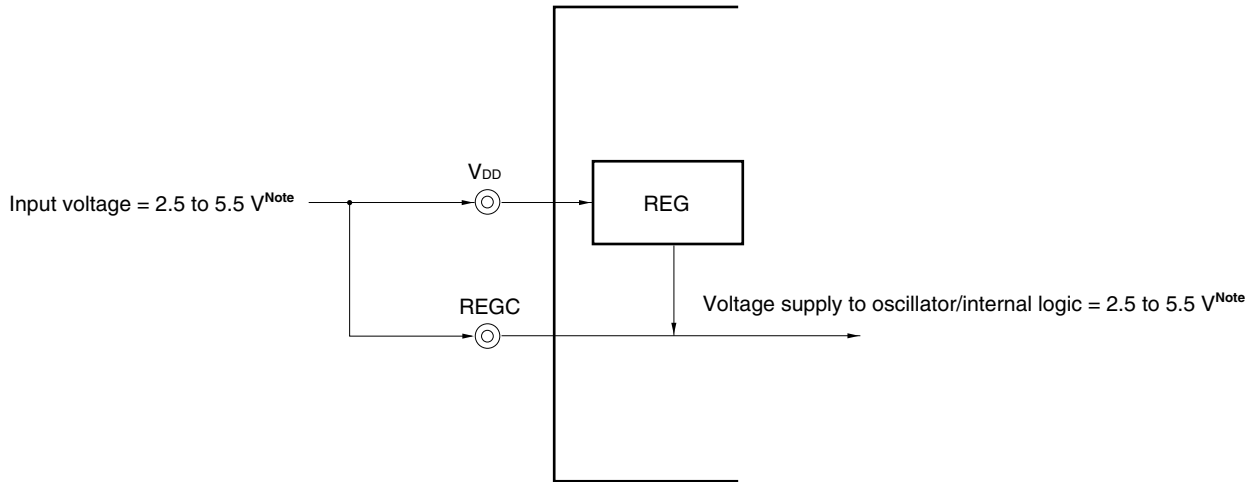 VDD
Input voltage = 2.5 to 5.5 VNote
REG
REGC
Voltage supply to oscillator/internal logic = 2.5 to 5.5 VNote